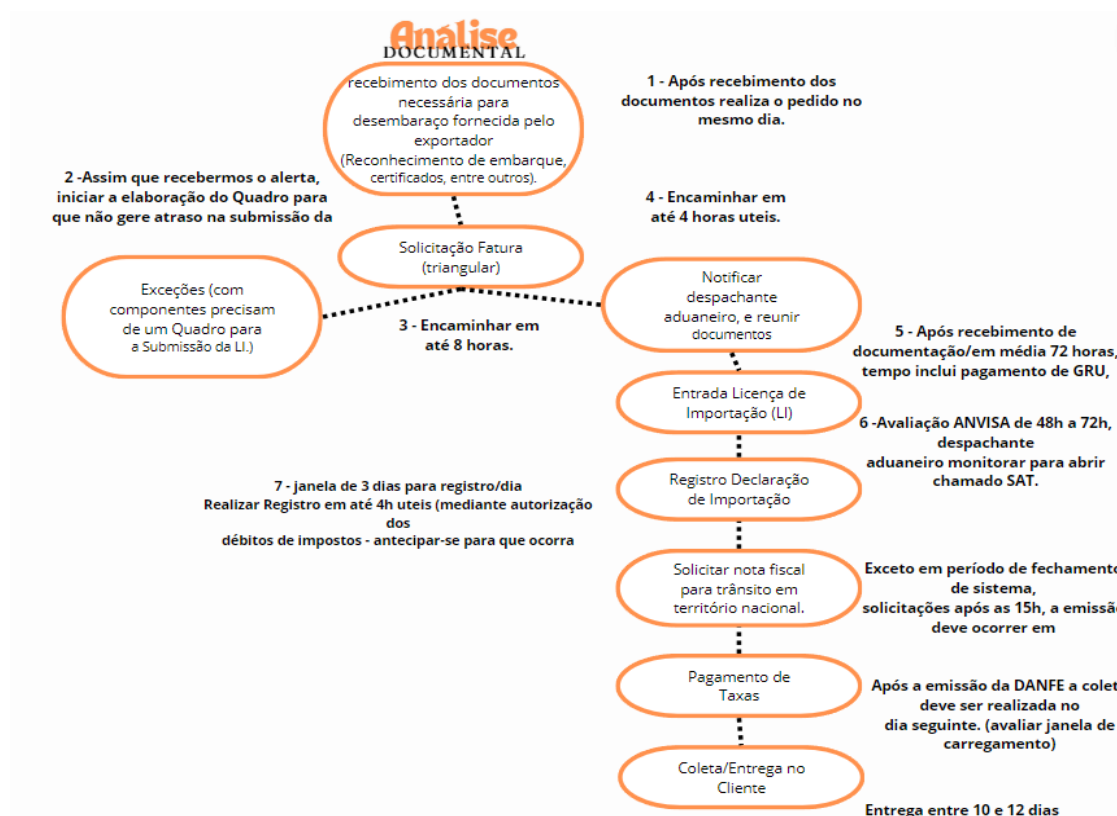 Análise
DOCUMENTAL
recebimento dos documentos
necessária para
desembaraço fornecida pelo
exportador
(Reconhecimento de embarque,
certificados, entre outros).
1 - Após recebimento dos
documentos realiza o pedido no
mesmo dia.
2 -Assim que recebermos o alerta,
iniciar a elaboração do Quadro para
que não gere atraso na submissão da
4 - Encaminhar em
até 4 horas uteis.
Solicitação Fatura
(triangular)
Exceções (com
componentes precisam
de um Quadro para
a Submissão da LI.)
3 - Encaminhar em
até 8 horas.
Notificar
despachante
aduaneiro, e reunir
documentos
5 - Após recebimento de
documentação/em média 72 horas,
tempo inclui pagamento de GRU,
Entrada Licença de
Importação (LI)
6 -Avaliação ANVISA de 48h a 72h,
despachante
aduaneiro monitorar para abrir
chamado SAT.
Registro Declaração
de Importação
7 - janela de 3 dias para registro/dia
Realizar Registro em até 4h uteis (mediante autorização
dos
débitos de impostos - antecipar-se para que ocorra
Solicitar nota fiscal
para trânsito em
território nacional.
Exceto em período de fechamento
de sistema,
solicitações após as 15h, a emissão
deve ocorrer em
Pagamento de
Taxas
Após a emissão da DANFE a colet
deve ser realizada no
dia seguinte. (avaliar janela de
carregamento)
Coleta/Entrega no
Cliente
Entrega entre 10 e 12 dias